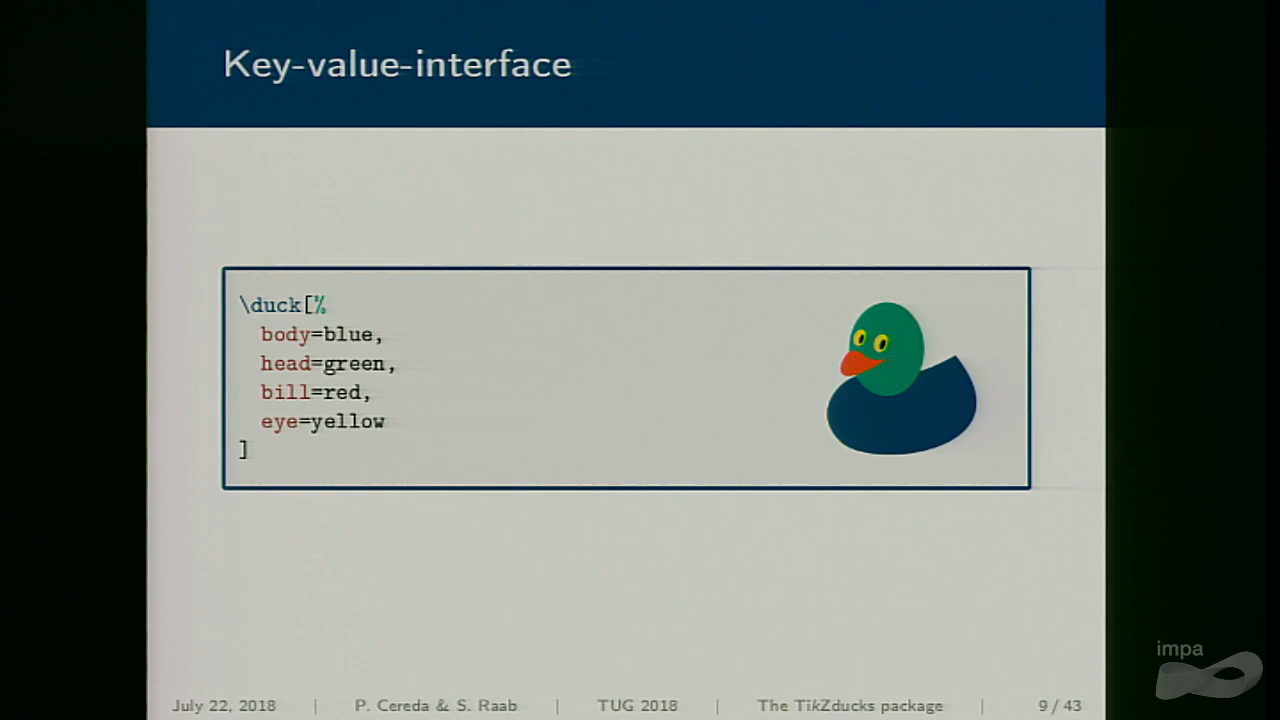 Key-value-interface
\duck[%
body=blue,
head=green,
bill=red,
eye=yellow
]
impa
July 22, 2018 | P. Cereda & S. Raab | TUG 2018 | The TikZducks package | 9 / 43